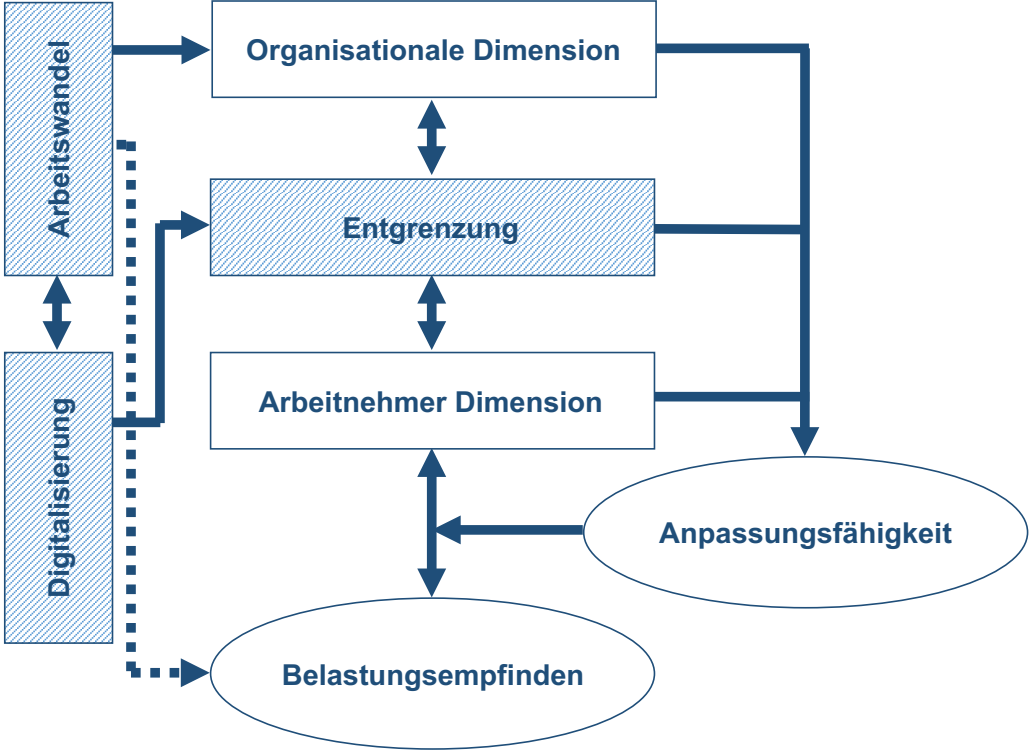 Arbeitswandel
Organisationale Dimension
Entgrenzung
Digitalisierung
Arbeitnehmer Dimension
Anpassungsfähigkeit
Belastungsempfinden